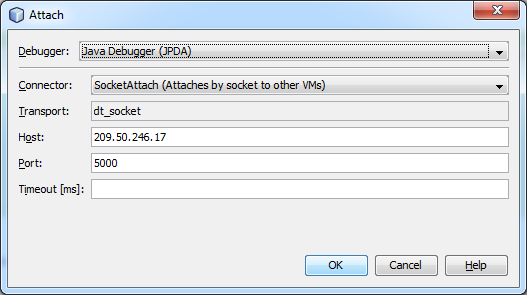 Attach
Debugger: Java Debugger (JPDA)
Connector: SocketAttach (Attaches by socket to other VMs)
Transport: dt_socket
Host: 209.50.246.17
Port: 5000
Timeout [ms]:
OK Cancel Help